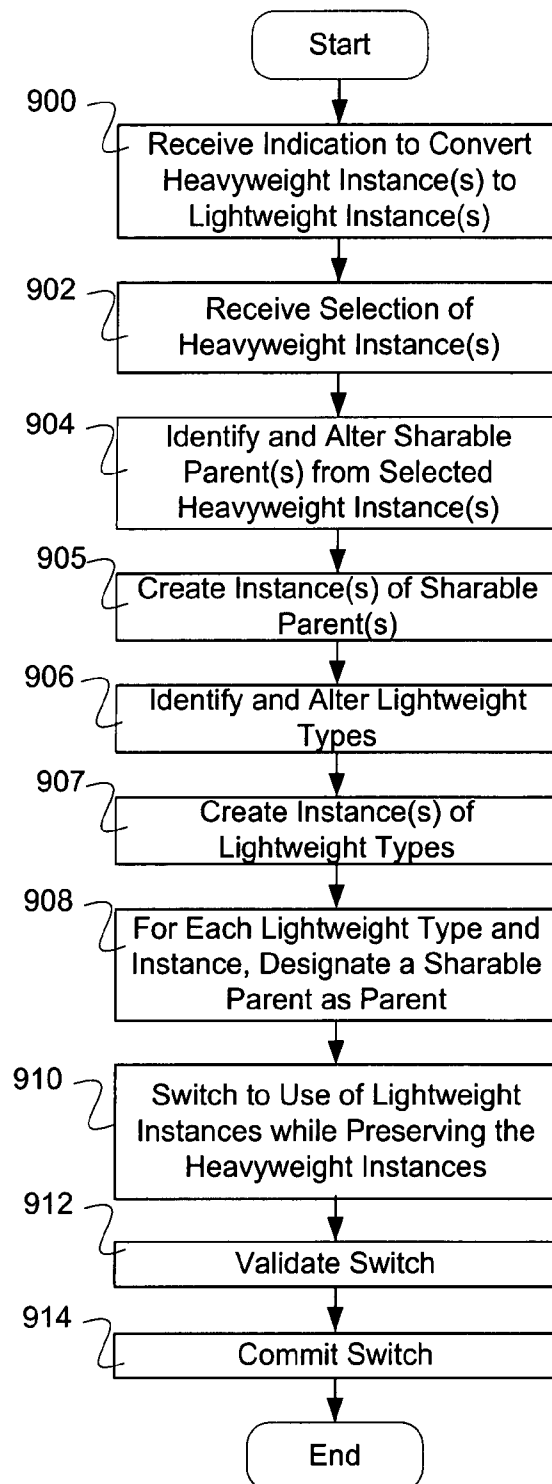 Start
900
Receive Indication to Convert
Heavyweight Instance(s) to
Lightweight Instance(s)
902
Receive Selection of
Heavyweight Instance(s)
904
Identify and Alter Sharable
Parent(s) from Selected
Heavyweight Instance(s)
905
Create Instance(s) of Sharable
Parent(s)
906
Identify and Alter Lightweight
Types
907
Create Instance(s) of
Lightweight Types
908
For Each Lightweight Type and
Instance, Designate a Sharable
Parent as Parent
910
Switch to Use of Lightweight
Instances while Preserving the
Heavyweight Instances
912
Validate Switch
914
Commit Switch
End